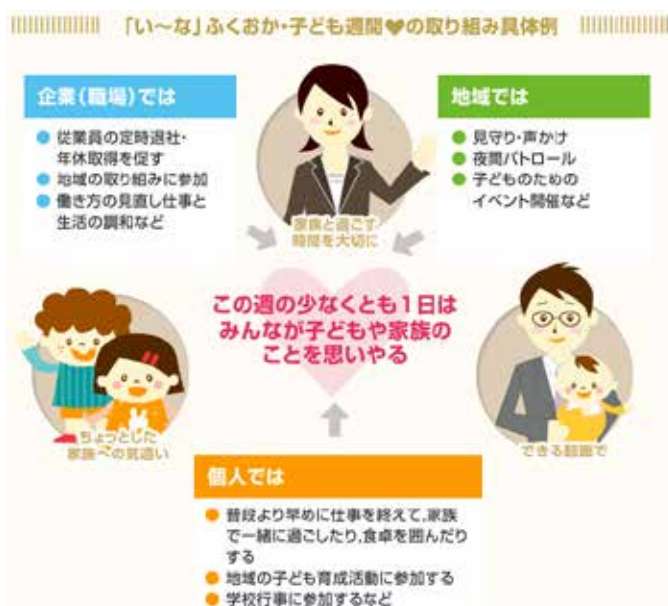 「い～な」ふくおか・子ども週間♥の取り組み具体例
企業(職場)では
● 従業員の定時退社・
年休取得を促す
● 地域の取り組みに参加
● 働き方の見直し仕事と
生活の調和など
地域では
● 見守り・声かけ
● 夜間パトロール
● 子どものための
イベント開催など
家族と過ごす
時間を大切に
この週の少なくとも1日は
みんなが子どもや家族の
ことを思いやる
ちょっとした
家族への気遣い
できる範囲で
個人では
● 普段より早めに仕事を終えて、家族
で一緒に過ごしたり、食卓を囲んだり
する
● 地域の子ども育成活動に参加する
● 学校行事に参加するなど